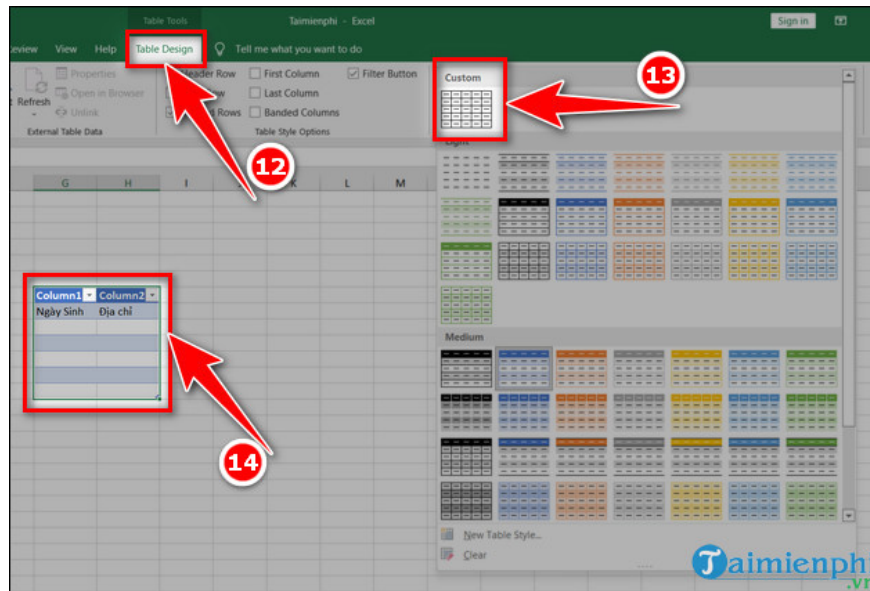 Table Tools
Taimienphi - Excel
Sign in
View Help Table Design Tell me what you want to do
Properties
Header Row
First Column
Filter Button
Custom
13
Refresh
Open in Browser
Last Column
Unlink
Rows
Banded Columns
External Table Data
Table Style Options
Light
12
G H I K L M
Column1 Column2
Ngày Sinh Địa chỉ
Medium
14
New Table Style...
Clear
Taimienph
.vn